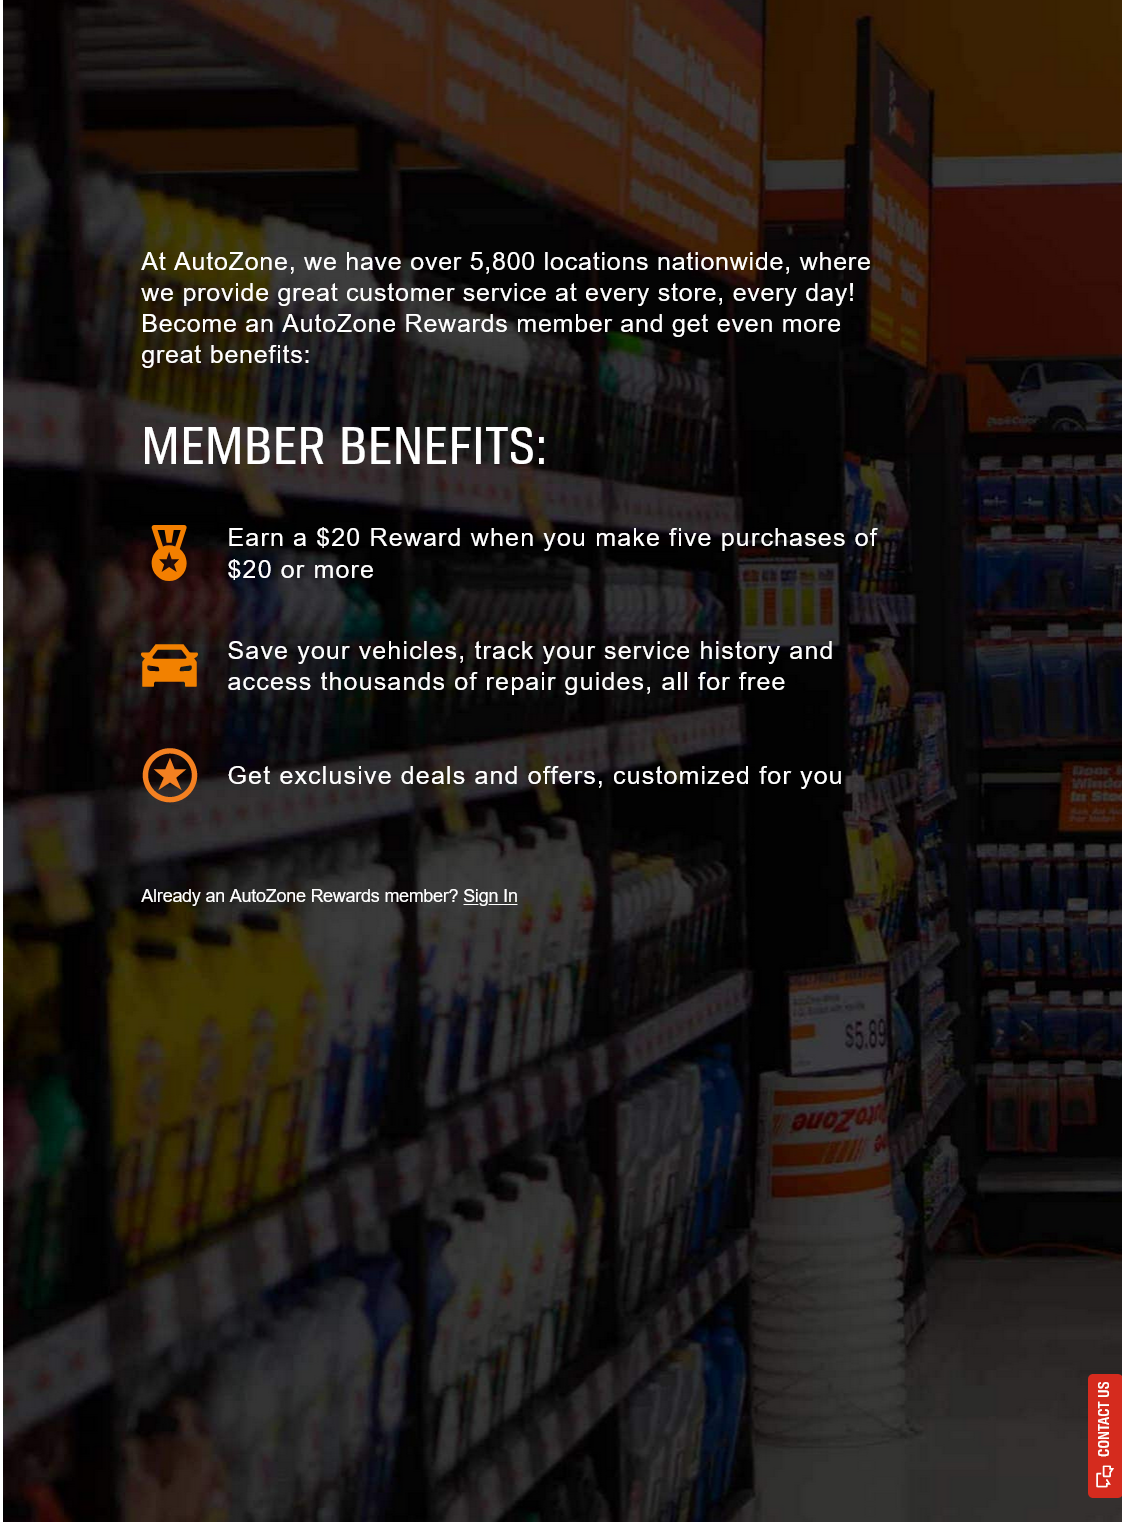 At AutoZone, we have over 5,800 locations nationwide, where
we provide great customer service at every store, every day!
Become an AutoZone Rewards member and get even more
great benefits:
MEMBER BENEFITS:
Earn a $20 Reward when you make five purchases of
$20 or more
Save your vehicles, track your service history and
access thousands of repair guides, all for free
Get exclusive deals and offers, customized for you
Already an AutoZone Rewards member? Sign In
$5.89
AutoZone
CONTACT US